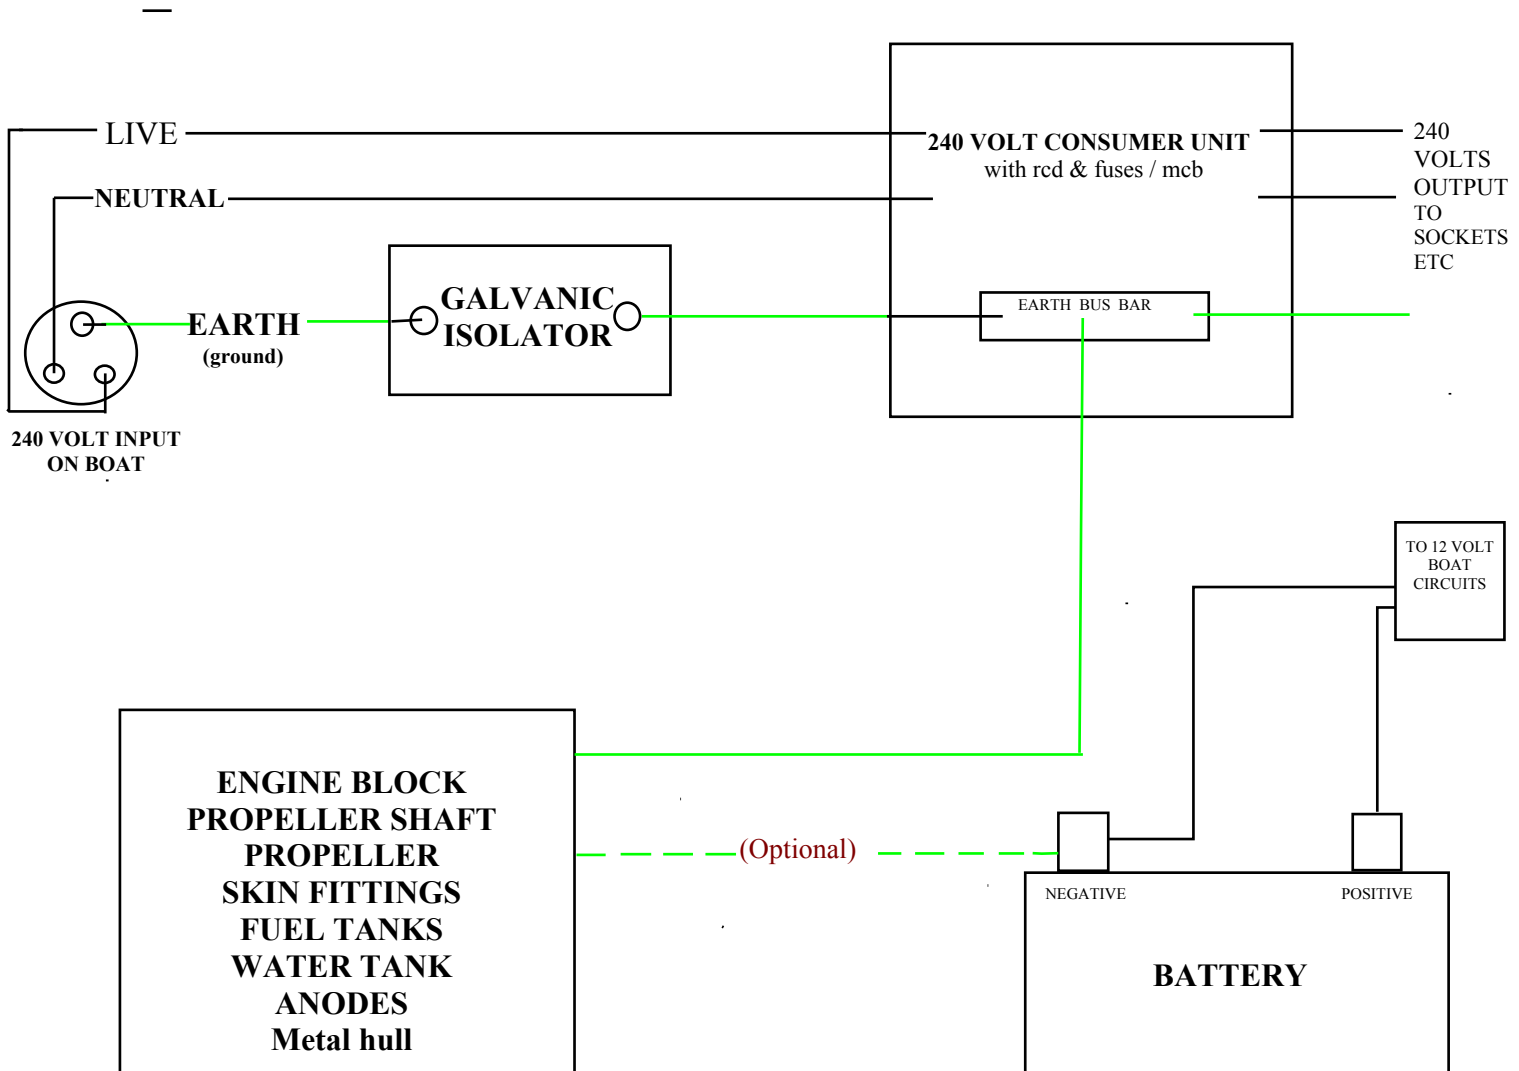 LIVE
240 VOLT CONSUMER UNIT
with rcd & fuses / mcb
240
VOLTS
OUTPUT
TO
SOCKETS
ETC
NEUTRAL
GALVANIC
ISOLATOR
EARTH
(ground)
EARTH BUS BAR
240 VOLT INPUT
ON BOAT
TO 12 VOLT
BOAT
CIRCUITS
ENGINE BLOCK
PROPELLER SHAFT
PROPELLER
SKIN FITTINGS
FUEL TANKS
WATER TANK
ANODES
Metal hull
(Optional)
NEGATIVE
POSITIVE
BATTERY